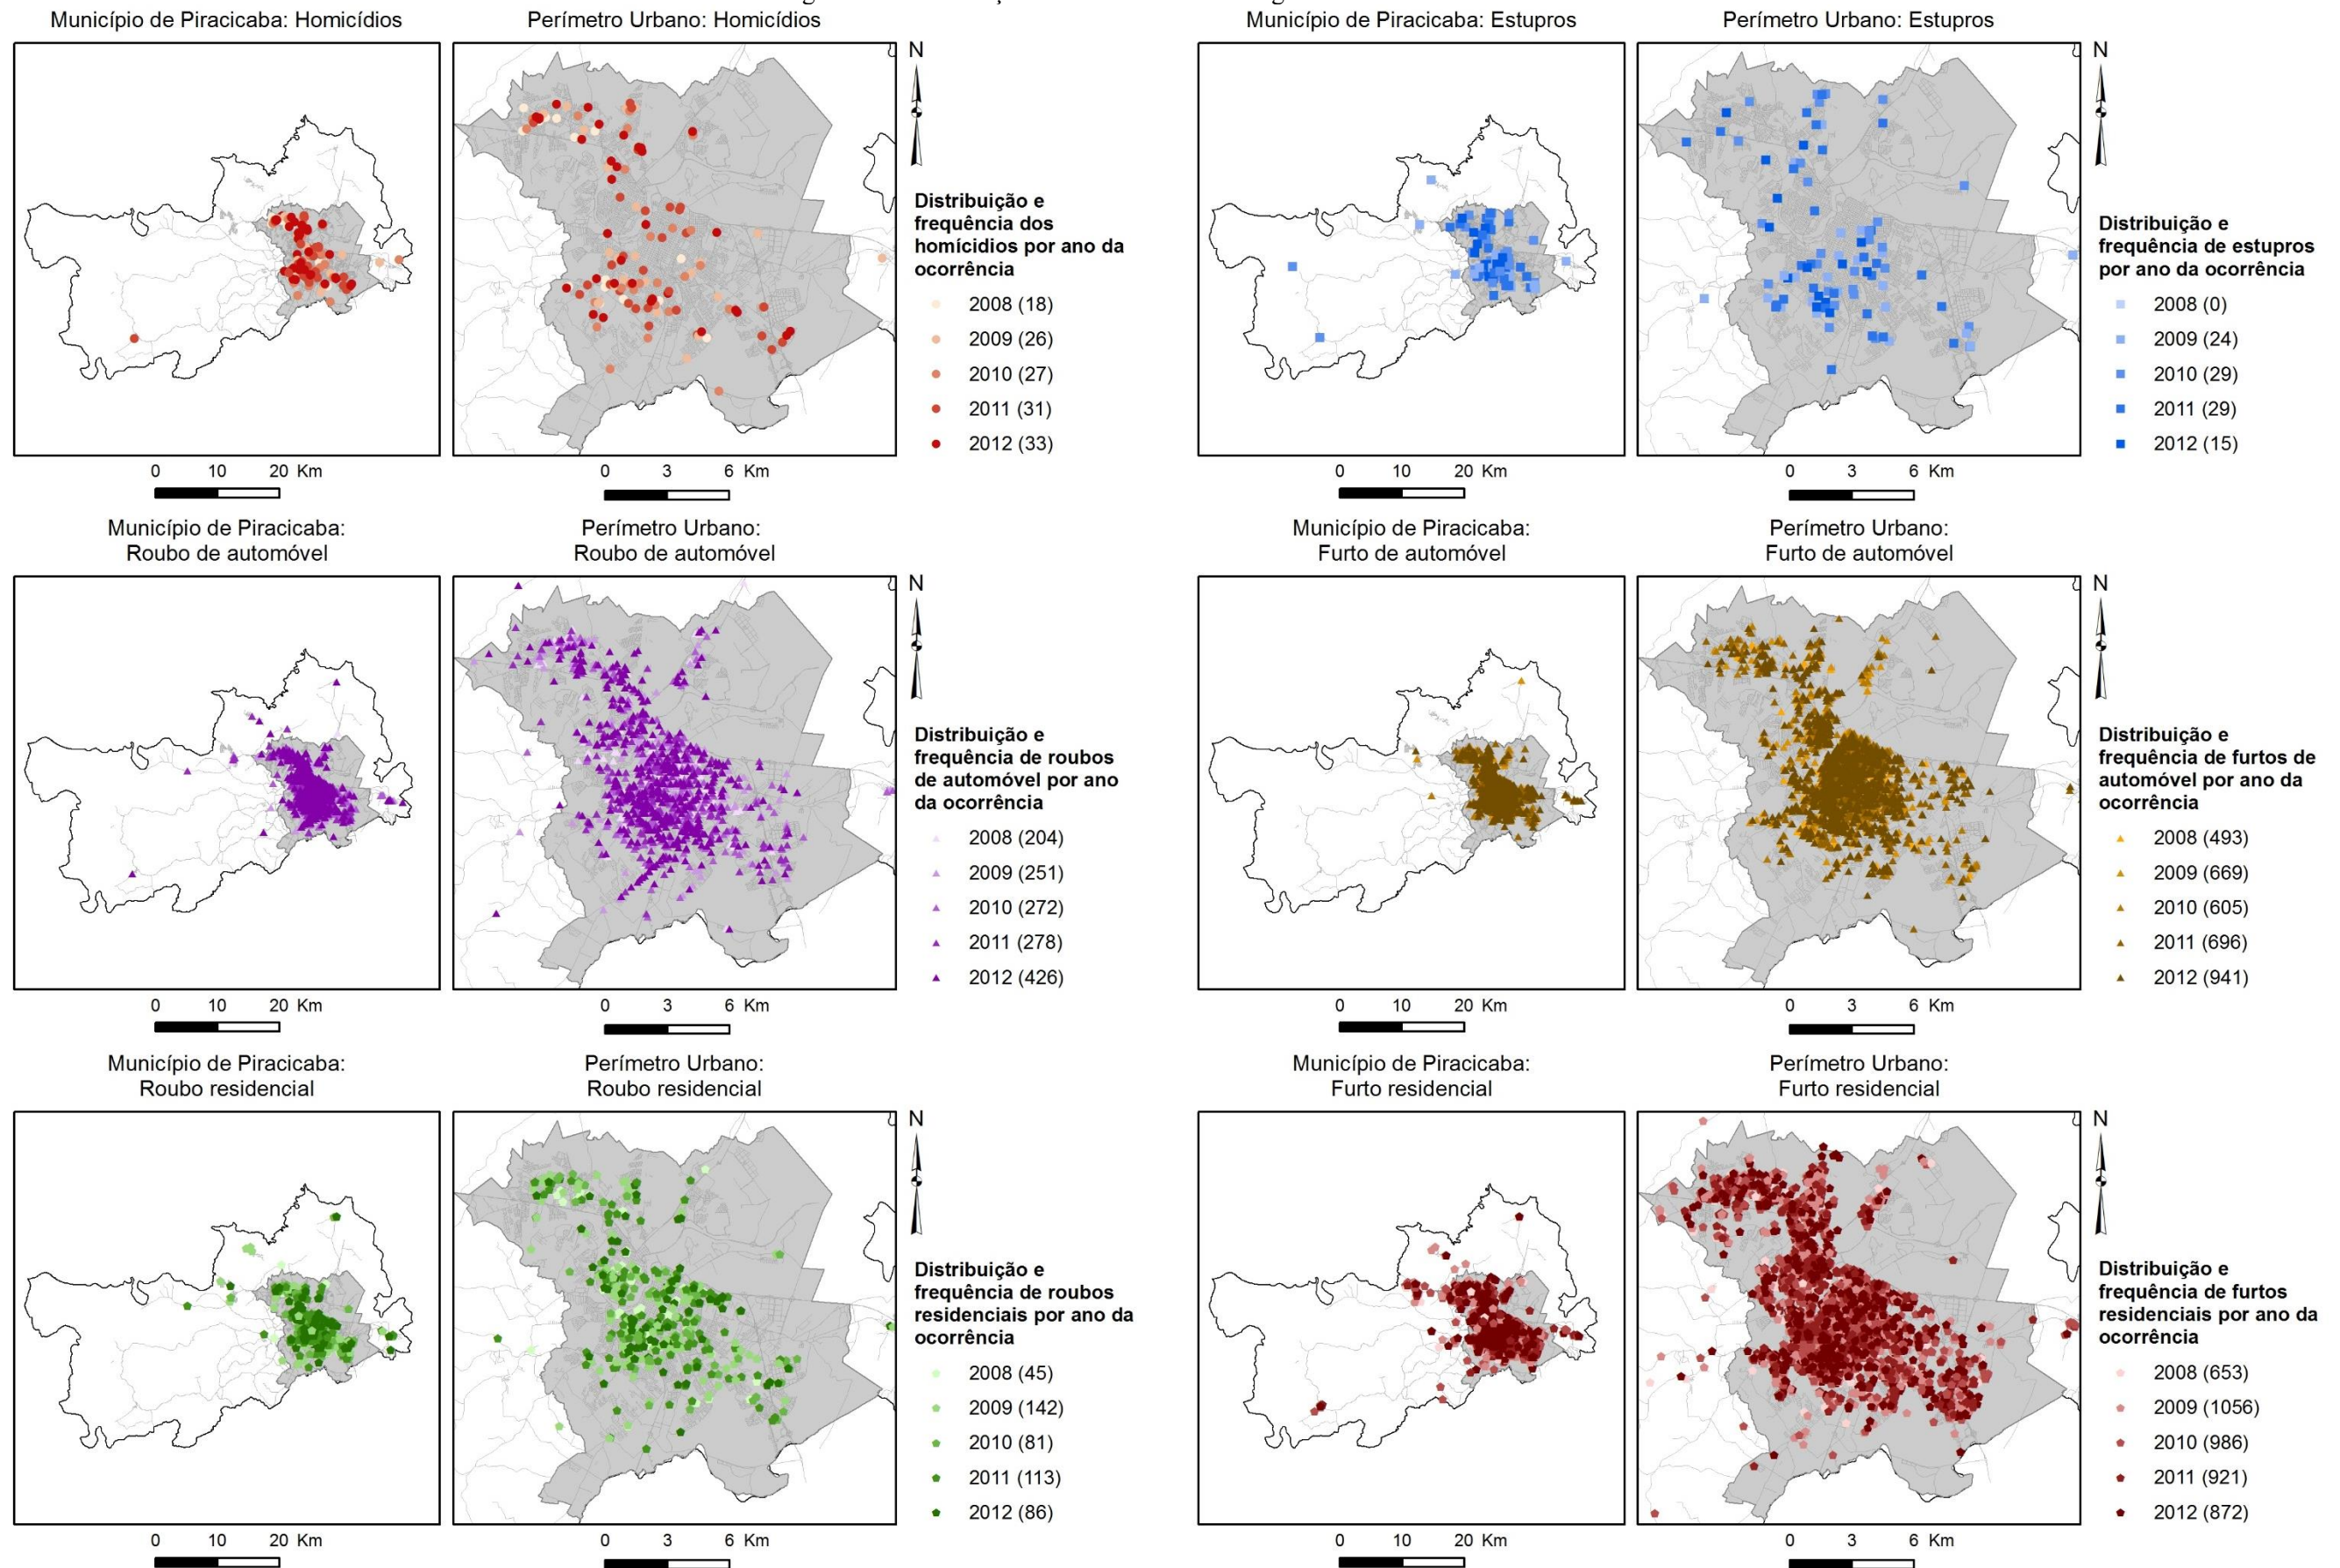 Município de Piracicaba: Homicídios
Perímetro Urbano: Homicídios
N
Distribuição e
frequência dos
homícidios por ano da
ocorrência
2008 (18)
2009 (26)
2010 (27)
2011 (31)
2012 (33)
0 10 20 Km
0 3 6 Km
Município de Piracicaba: Estupros
Perímetro Urbano: Estupros
N
Distribuição e
frequência de estupros
por ano da ocorrência
2008 (0)
2009 (24)
2010 (29)
2011 (29)
2012 (15)
0 10 20 Km
0 3 6 Km
Município de Piracicaba:
Roubo de automóvel
Perímetro Urbano:
Roubo de automóvel
N
Distribuição e
frequência de roubos
de automóvel por ano
da ocorrência
2008 (204)
2009 (251)
2010 (272)
2011 (278)
2012 (426)
0 10 20 Km
0 3 6 Km
Município de Piracicaba:
Furto de automóvel
Perímetro Urbano:
Furto de automóvel
N
Distribuição e
frequência de furtos de
automóvel por ano da
ocorrência
2008 (493)
2009 (669)
2010 (605)
2011 (696)
2012 (941)
0 10 20 Km
0 3 6 Km
Município de Piracicaba:
Roubo residencial
Perímetro Urbano:
Roubo residencial
N
Distribuição e
frequência de roubos
residenciais por ano da
ocorrência
2008 (45)
2009 (142)
2010 (81)
2011 (113)
2012 (86)
0 10 20 Km
0 3 6 Km
Município de Piracicaba:
Furto residencial
Perímetro Urbano:
Furto residencial
N
Distribuição e
frequência de furtos
residenciais por ano da
ocorrência
2008 (653)
2009 (1056)
2010 (986)
2011 (921)
2012 (872)
0 10 20 Km
0 3 6 Km